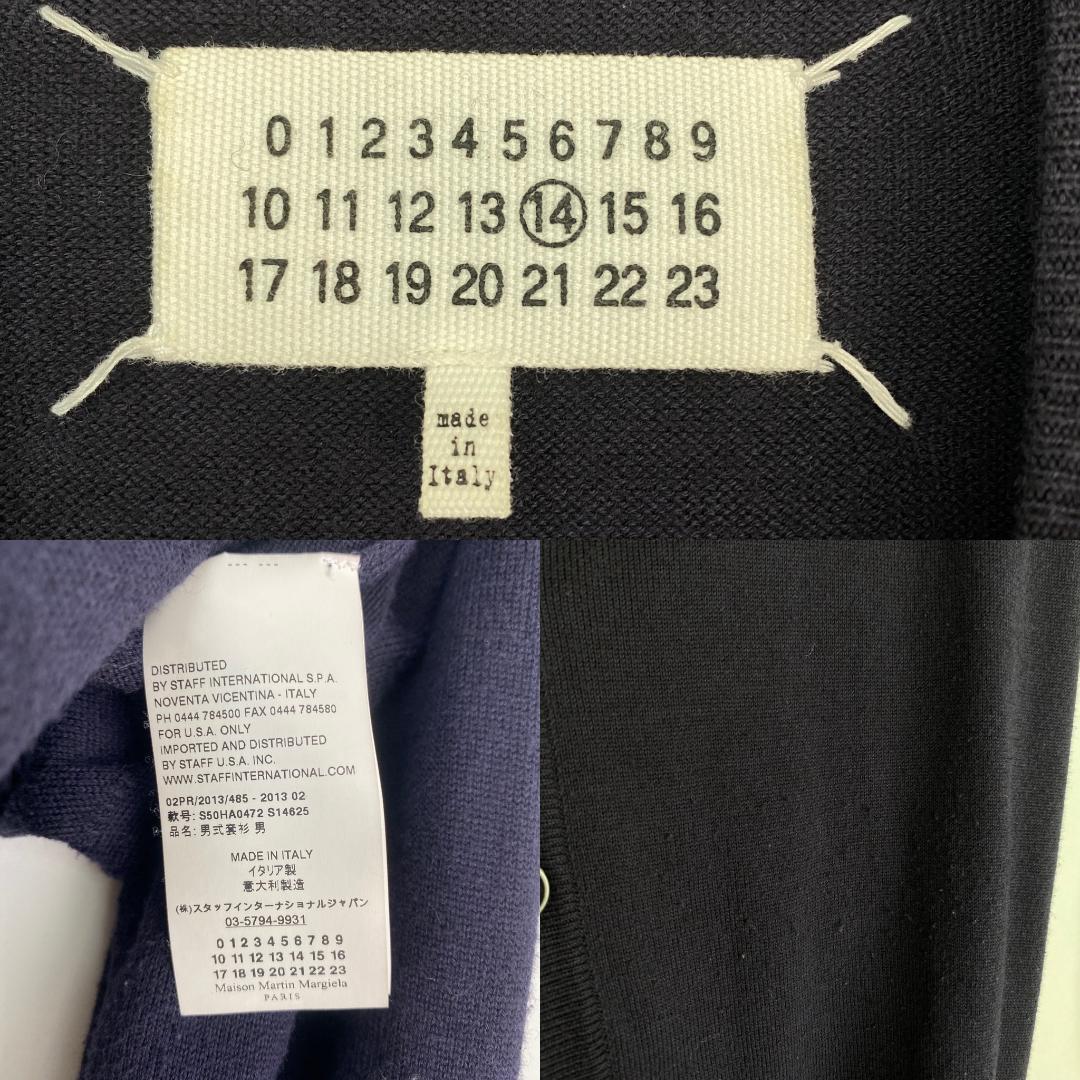 0 1 2 3 4 5 6 7 8 9
10 11 12 13 14 15 16
17 18 19 20 21 22 23
made
in
Italy
DISTRIBUTED
BY STAFF INTERNATIONAL S.P.A.
NOVENTA VICENTINA - ITALY
PH 0444 784500 FAX 0444 784580
FOR U.S.A. ONLY
IMPORTED AND DISTRIBUTED
BY STAFF U.S.A. INC.
WWW.STAFFINTERNATIONAL.COM
02PR/2013/485 - 2013 02
款号: S50HA0472 S14625
品名: 男式套衫 男
MADE IN ITALY
イタリア製
意大利製造
(株)スタッフインターナショナルジャパン
03-5794-9931
0 1 2 3 4 5 6 7 8 9
10 11 12 13 14 15 16
17 18 19 20 21 22 23
Maison Martin Margiela
PARIS